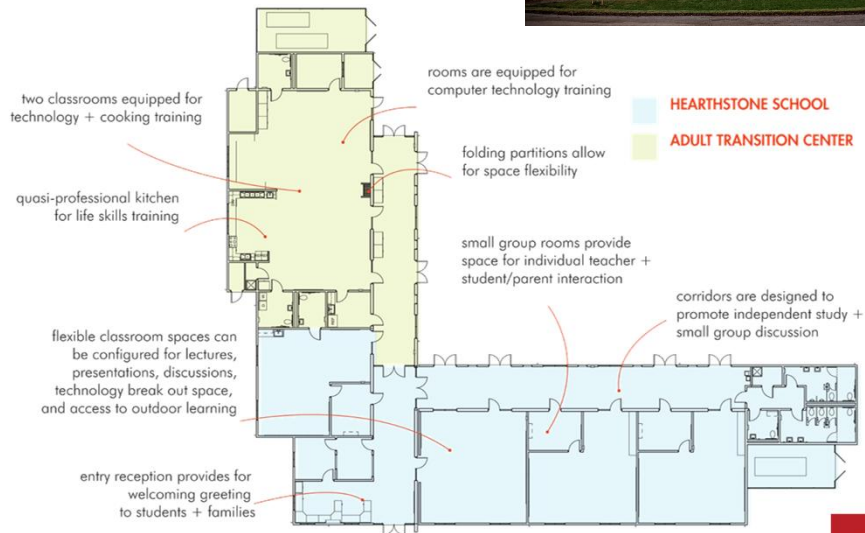 two classrooms equipped for
technology + cooking training
rooms are equipped for
computer technology training
HEARTHSTONE SCHOOL
ADULT TRANSITION CENTER
folding partitions allow
for space flexibility
quasi-professional kitchen
for life skills training
small group rooms provide
space for individual teacher +
student/parent interaction
corridors are designed to
promote independent study +
small group discussion
flexible classroom spaces can
be configured for lectures,
presentations, discussions,
technology break out space,
and access to outdoor learning
entry reception provides for
welcoming greeting
to students + families